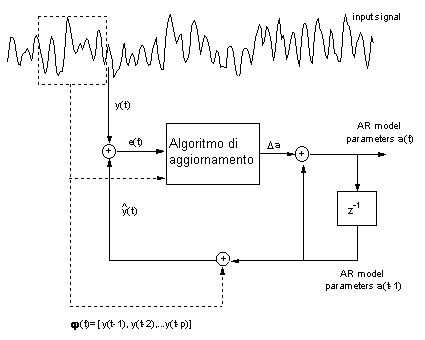 input signal
y(t)
e(t)
Algoritmo di
aggiornamento
Δa
AR model
parameters a(t)
+
+
z⁻¹
ŷ(t)
+
AR model
parameters a(t-1)
φ(t)= [ y(t-1), y(t-2),...y(t-p)]